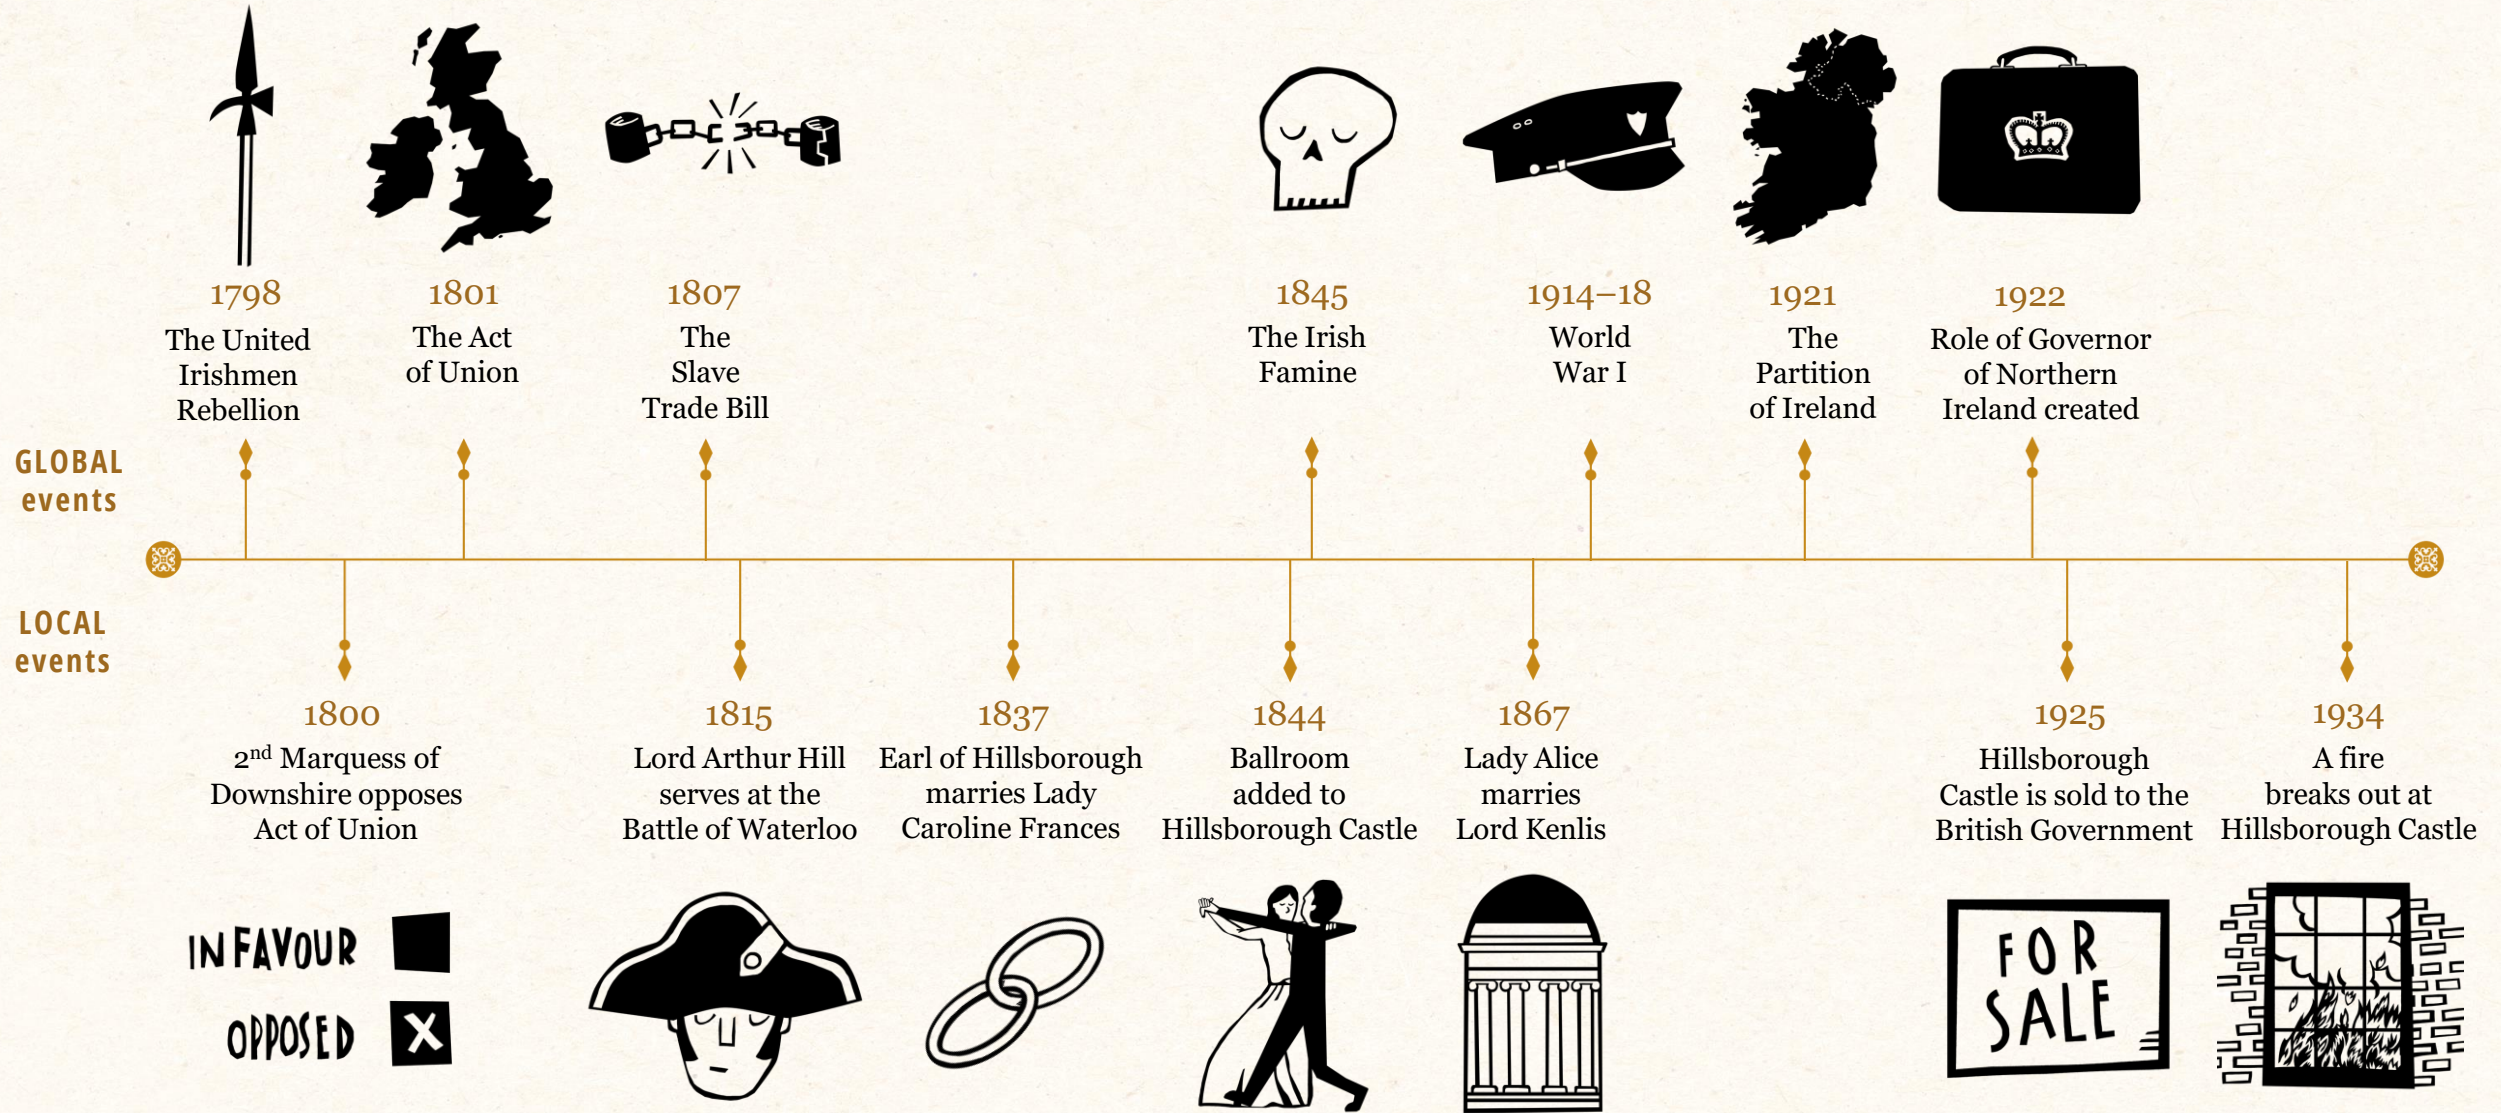 1798
The United
Irishmen
Rebellion
1801
The Act
of Union
1807
The
Slave
Trade Bill
1845
The Irish
Famine
1914–18
World
War I
1921
The
Partition
of Ireland
1922
Role of Governor
of Northern
Ireland created
GLOBAL
events
LOCAL
events
1800
2nd Marquess of
Downshire opposes
Act of Union
IN FAVOUR
OPPOSED X
1815
Lord Arthur Hill
serves at the
Battle of Waterloo
1837
Earl of Hillsborough
marries Lady
Caroline Frances
1844
Ballroom
added to
Hillsborough Castle
1867
Lady Alice
marries
Lord Kenlis
1925
Hillsborough
Castle is sold to the
British Government
FOR
SALE
1934
A fire
breaks out at
Hillsborough Castle